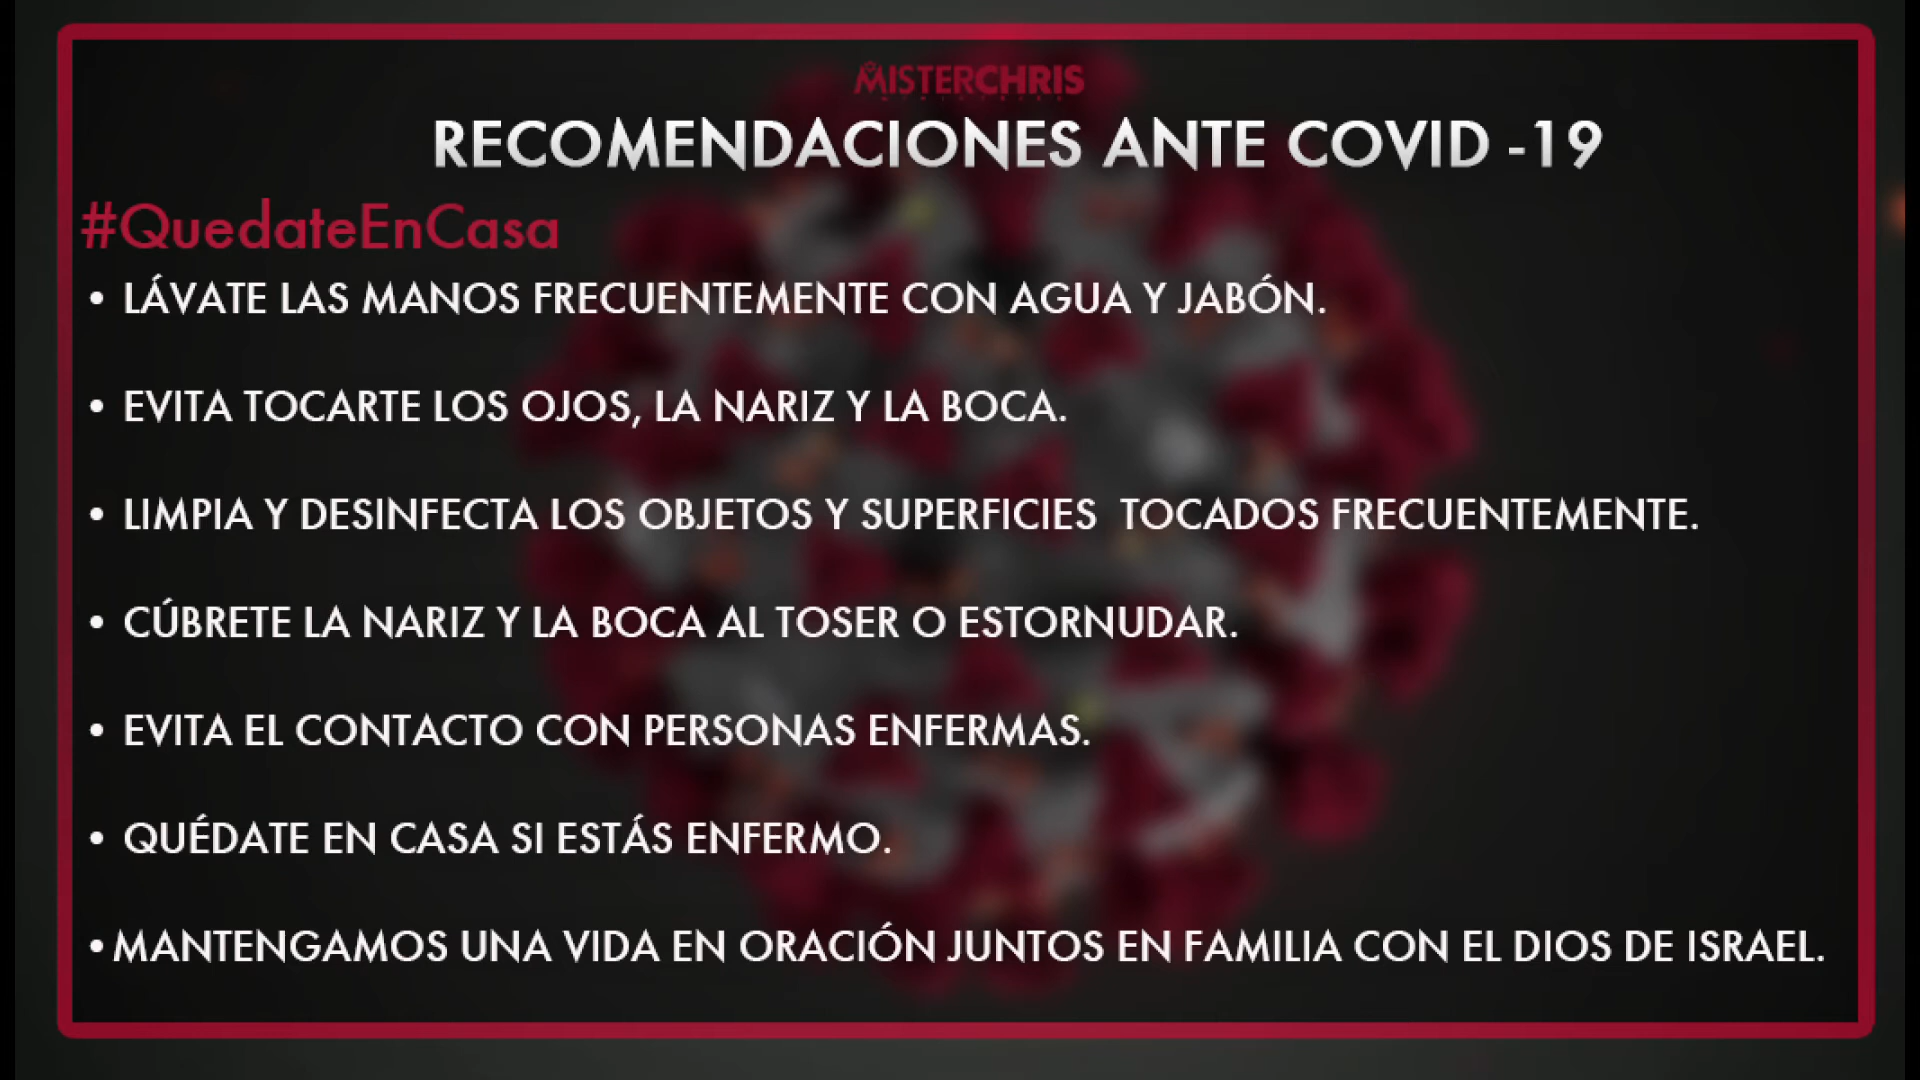 MISTERCHRIS
RECOMENDACIONES ANTE COVID -19
#QuedateEnCasa
• LÁVATE LAS MANOS FRECUENTEMENTE CON AGUA Y JABÓN.
• EVITA TOCARTE LOS OJOS, LA NARIZ Y LA BOCA.
• LIMPIA Y DESINFECTA LOS OBJETOS Y SUPERFICIES  TOCADOS FRECUENTEMENTE.
• CÚBRETE LA NARIZ Y LA BOCA AL TOSER O ESTORNUDAR.
• EVITA EL CONTACTO CON PERSONAS ENFERMAS.
• QUÉDATE EN CASA SI ESTÁS ENFERMO.
•MANTENGAMOS UNA VIDA EN ORACIÓN JUNTOS EN FAMILIA CON EL DIOS DE ISRAEL.